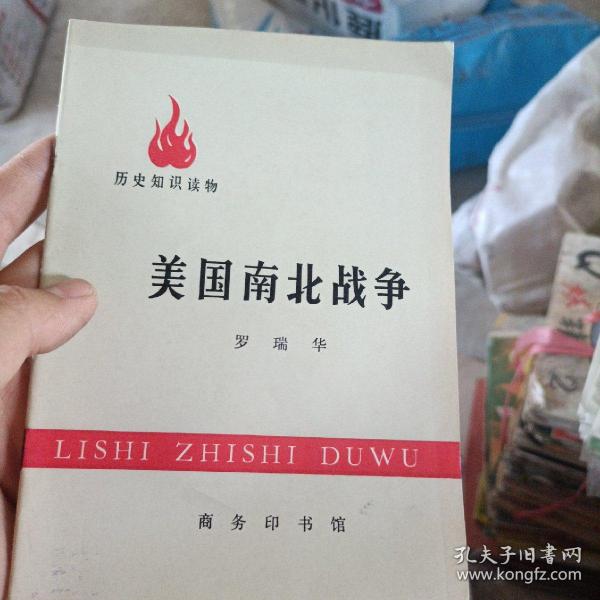 历史知识读物
美国南北战争
罗瑞华
LISHI ZHISHI DUWU
商务印书馆
孔夫子旧书网
www.kongfz.com